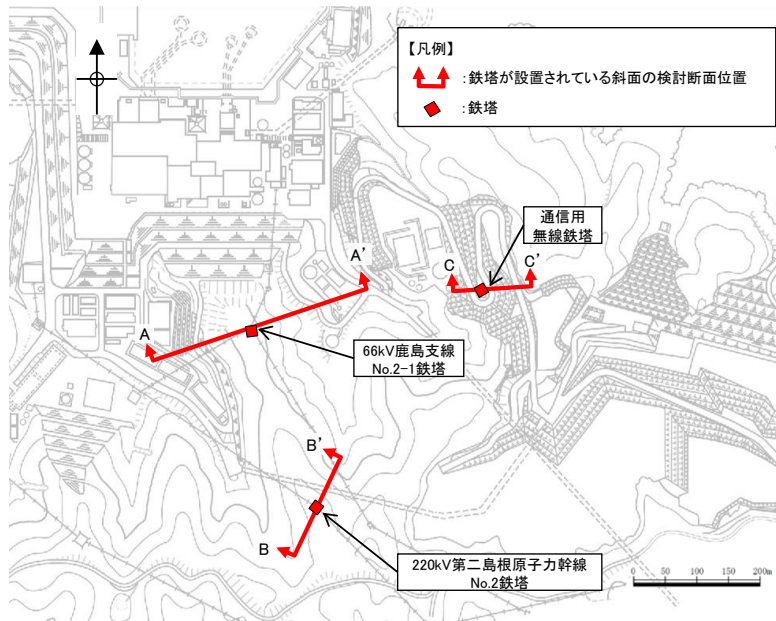 【凡例】
:鉄塔が設置されている斜面の検討断面位置
:鉄塔
通信用
無線鉄塔
A'
C
C'
A
66kV鹿島支線
No.2-1鉄塔
B'
B
220kV第二島根原子力幹線
No.2鉄塔
0 50 100 150 200m